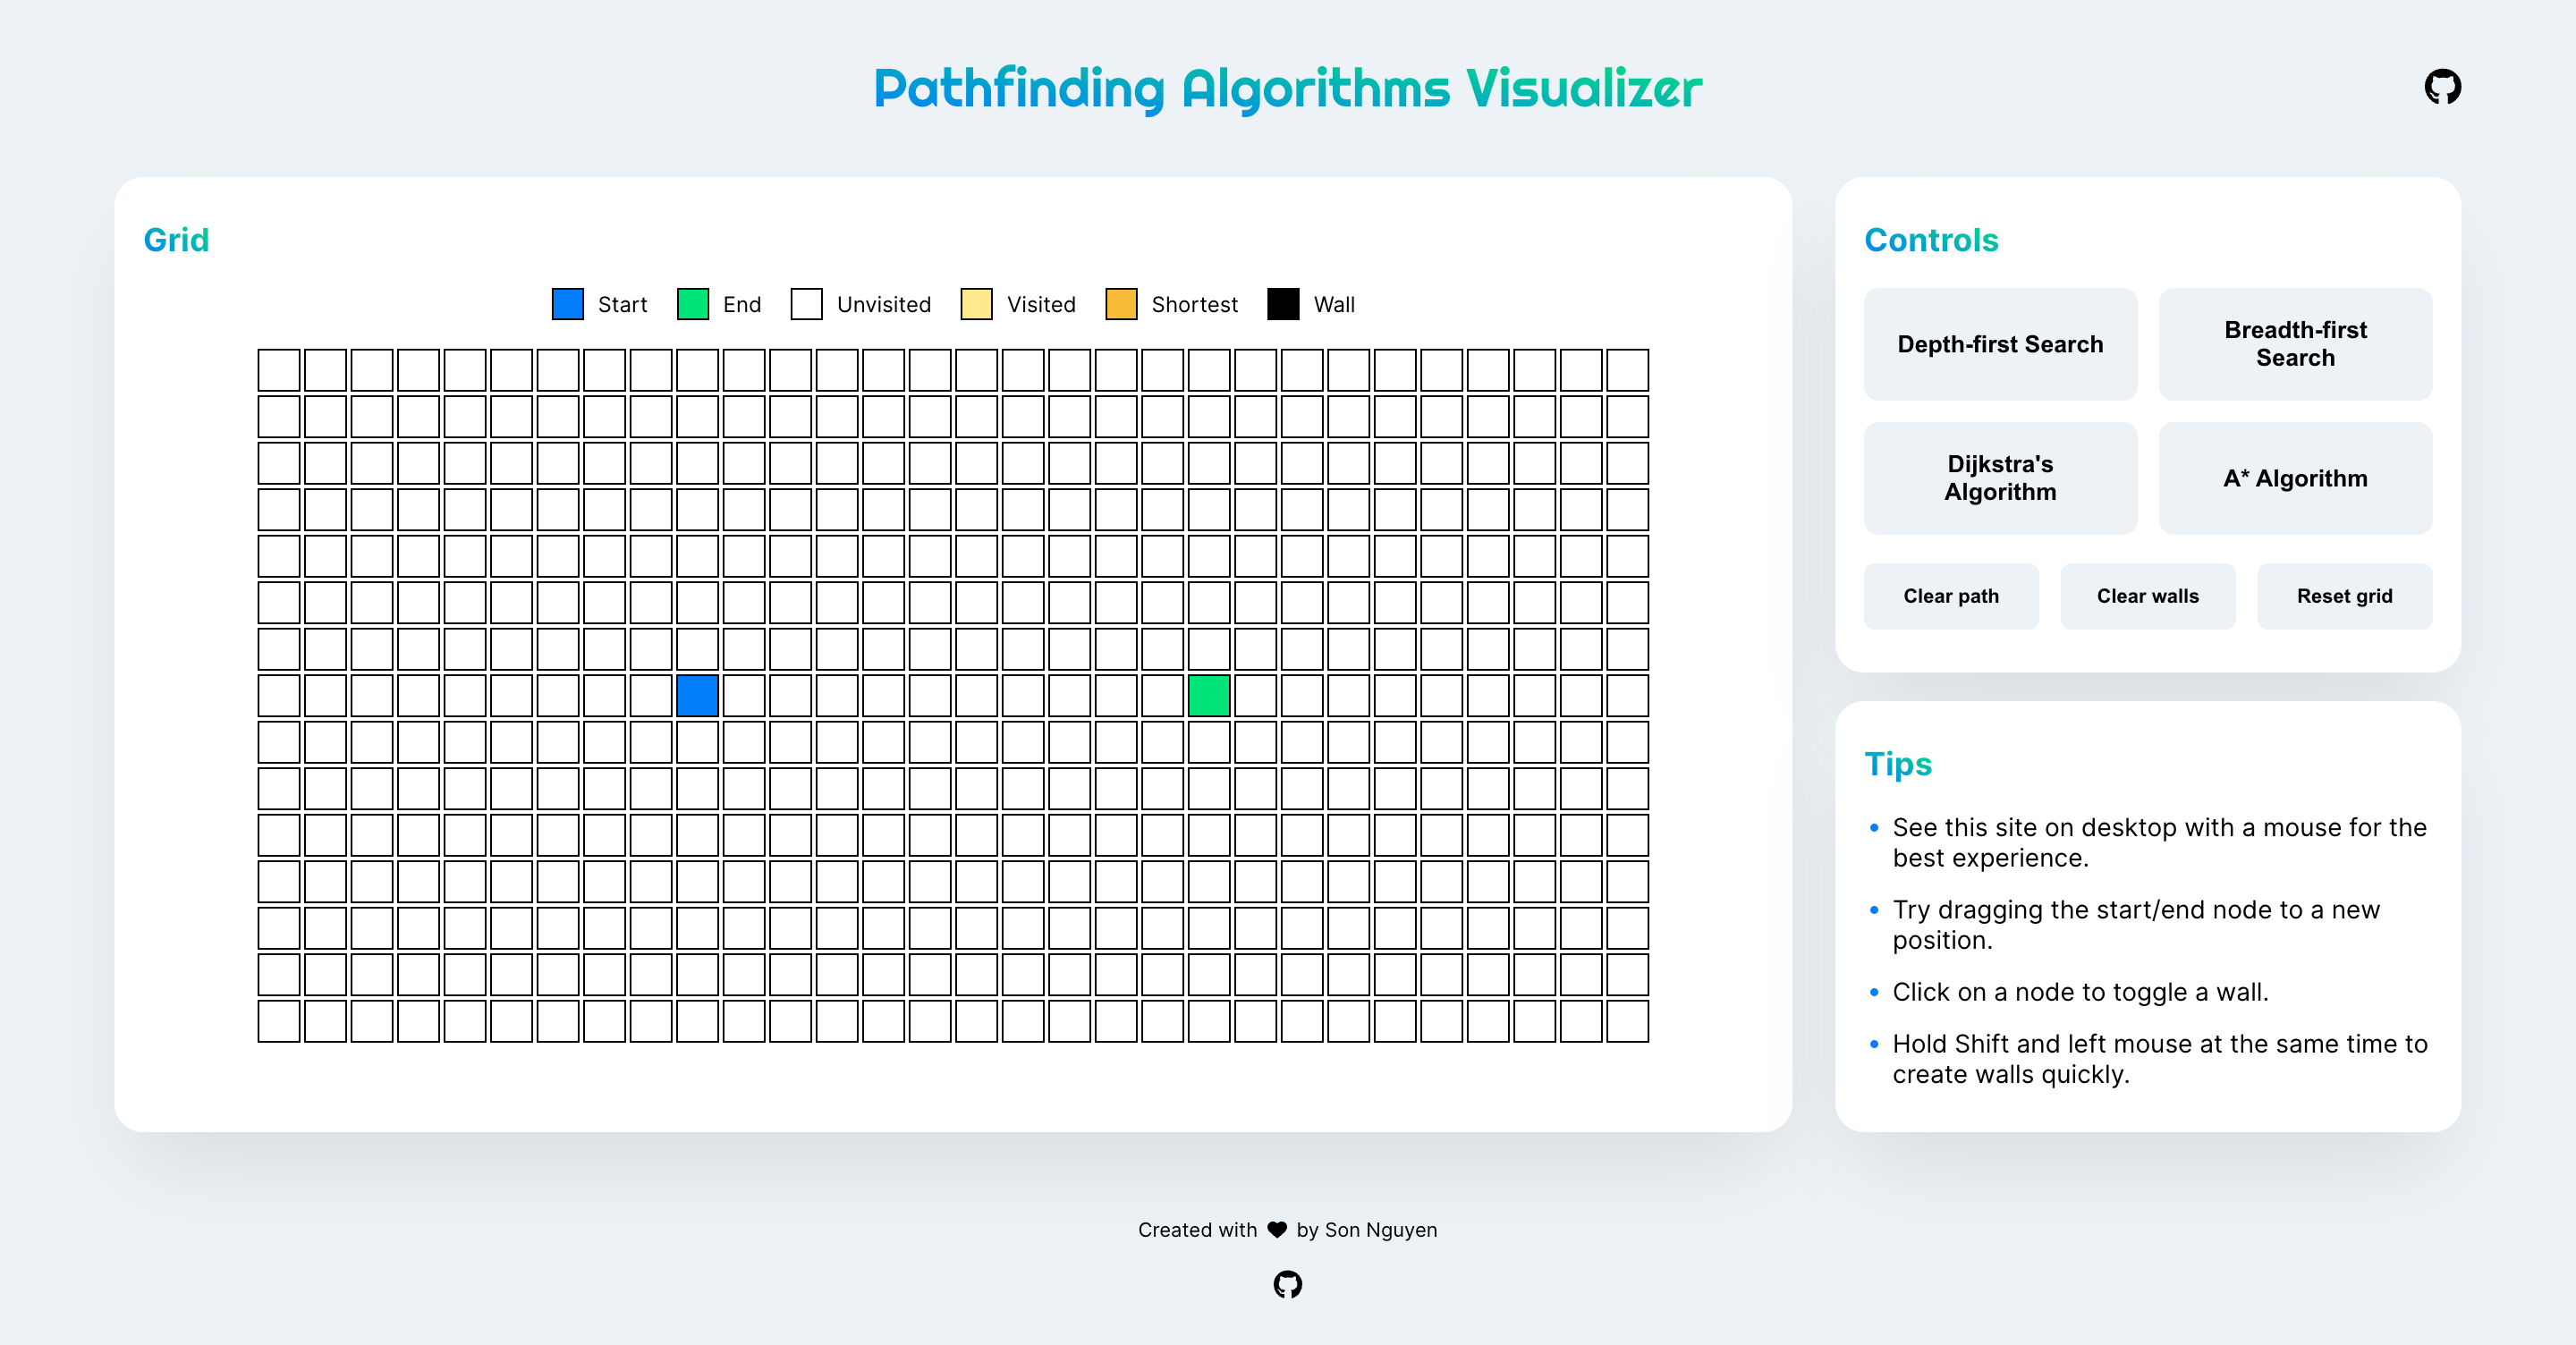 Pathfinding Algorithms Visualizer
Grid
Start
End
Unvisited
Visited
Shortest
Wall
Controls
Depth-first Search
Breadth-first
Search
Dijkstra's
Algorithm
A* Algorithm
Clear path
Clear walls
Reset grid
Tips
See this site on desktop with a mouse for the
best experience.
Try dragging the start/end node to a new
position.
Click on a node to toggle a wall.
Hold Shift and left mouse at the same time to
create walls quickly.
Created with ♥ by Son Nguyen